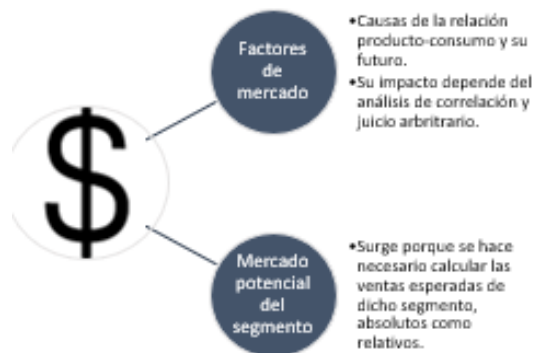 $
Factores
de
mercado
•Causas de la relación
producto-consumo y su
futuro.
•Su impacto depende del
análisis de correlación y
juicio arbritrario.
Mercado
potencial
del
segmento
•Surge porque se hace
necesario calcular las
ventas esperadas de
dicho segmento,
absolutos como
relativos.